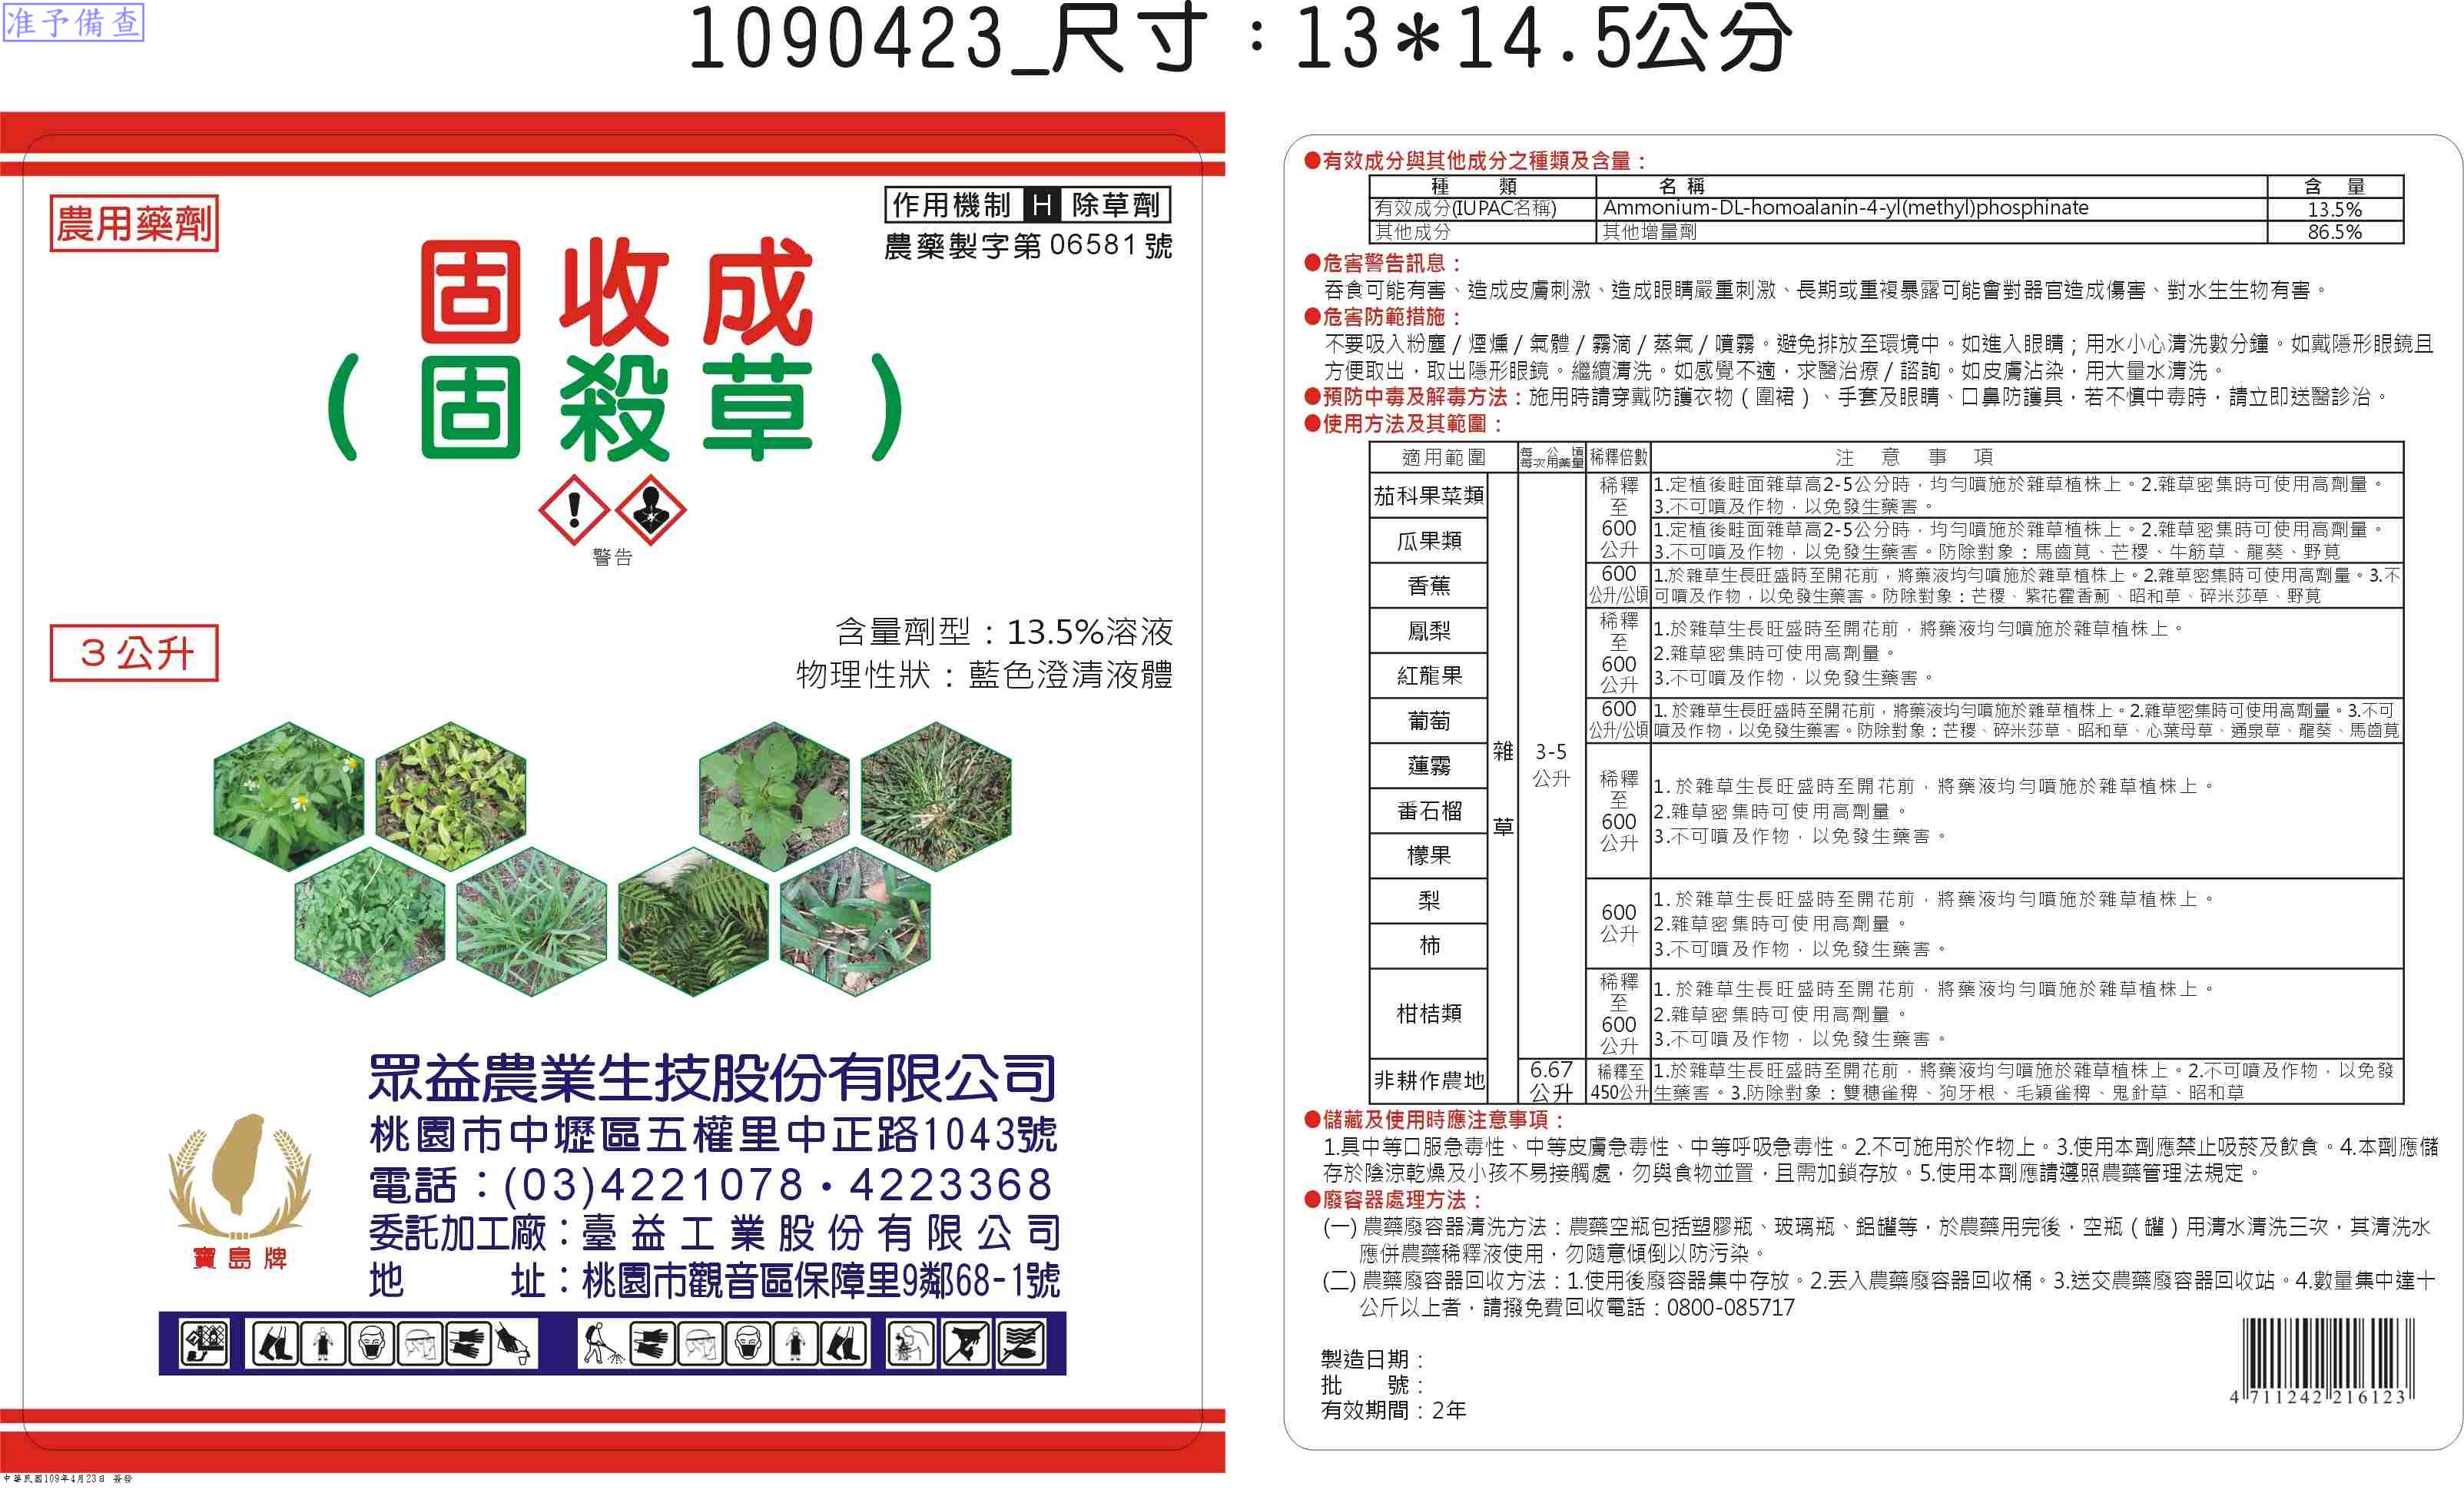 准予備查
1090423_尺寸：13*14.5公分
農用藥劑
作用機制 H 除草劑
農藥製字第06581號
固收成
(固殺草)
警告
3公升
含量劑型：13.5%溶液
物理性狀：藍色澄清液體
眾益農業生技股份有限公司
桃園市中壢區五權里中正路1043號
電話：(03)4221078・4223368
委託加工廠：臺益工業股份有限公司
地 址：桃園市觀音區保障里9鄰68-1號
寶島牌
中華民國109年4月23日 簽發
●有效成分與其他成分之種類及含量：
種 類 名 稱 含 量
有效成分(IUPAC名稱) Ammonium-DL-homoalanin-4-yl(methyl)phosphinate 13.5%
其他成分 其他增量劑 86.5%
●危害警告訊息：
吞食可能有害、造成皮膚刺激、造成眼睛嚴重刺激、長期或重複暴露可能會對器官造成傷害、對水生生物有害。
●危害防範措施：
不要吸入粉塵/煙燻/氣體/霧滴/蒸氣/噴霧。避免排放至環境中。如進入眼睛；用水小心清洗數分鐘。如戴隱形眼鏡且
方便取出，取出隱形眼鏡。繼續清洗。如感覺不適，求醫治療/諮詢。如皮膚沾染，用大量水清洗。
●預防中毒及解毒方法：施用時請穿戴防護衣物(圍裙)、手套及眼睛、口鼻防護具，若不慎中毒時，請立即送醫診治。
●使用方法及其範圍：
適用範圍 每公頃每次用藥量 稀釋倍數 注 意 事 項
茄科果菜類
稀釋
至
600
公升
1.定植後畦面雜草高2-5公分時，均勻噴施於雜草植株上。2.雜草密集時可使用高劑量。
3.不可噴及作物，以免發生藥害。
瓜果類
1.定植後畦面雜草高2-5公分時，均勻噴施於雜草植株上。2.雜草密集時可使用高劑量。
3.不可噴及作物，以免發生藥害。防除對象：馬齒莧、芒稷、牛筋草、龍葵、野莧
香蕉
600
公升/公頃
1.於雜草生長旺盛時至開花前，將藥液均勻噴施於雜草植株上。2.雜草密集時可使用高劑量。3.不
可噴及作物，以免發生藥害。防除對象：芒稷、紫花霍香薊、昭和草、碎米莎草、野莧
鳳梨
紅龍果
稀釋
至
600
公升
1.於雜草生長旺盛時至開花前，將藥液均勻噴施於雜草植株上。
2.雜草密集時可使用高劑量。
3.不可噴及作物，以免發生藥害。
葡萄
600
公升/公頃
1. 於雜草生長旺盛時至開花前，將藥液均勻噴施於雜草植株上。2.雜草密集時可使用高劑量。3.不可
噴及作物，以免發生藥害。防除對象：芒稷、碎米莎草、昭和草、心葉母草、通泉草、龍葵、馬齒莧
雜
草
3-5
公升
蓮霧
番石榴
檬果
稀釋
至
600
公升
1. 於雜草生長旺盛時至開花前，將藥液均勻噴施於雜草植株上。
2.雜草密集時可使用高劑量。
3.不可噴及作物，以免發生藥害。
梨
柿
600
公升
1. 於雜草生長旺盛時至開花前，將藥液均勻噴施於雜草植株上。
2.雜草密集時可使用高劑量。
3.不可噴及作物，以免發生藥害。
柑桔類
稀釋
至
600
公升
1. 於雜草生長旺盛時至開花前，將藥液均勻噴施於雜草植株上。
2.雜草密集時可使用高劑量。
3.不可噴及作物，以免發生藥害。
非耕作農地
6.67
公升
稀釋至
450公升
1.於雜草生長旺盛時至開花前，將藥液均勻噴施於雜草植株上。2.不可噴及作物，以免發
生藥害。3.防除對象：雙穗雀稗、狗牙根、毛穎雀稗、鬼針草、昭和草
●儲藏及使用時應注意事項：
1.具中等口服急毒性、中等皮膚急毒性、中等呼吸急毒性。2.不可施用於作物上。3.使用本劑應禁止吸菸及飲食。4.本劑應儲
存於陰涼乾燥及小孩不易接觸處，勿與食物並置，且需加鎖存放。5.使用本劑應請遵照農藥管理法規定。
●廢容器處理方法：
(一) 農藥廢容器清洗方法：農藥空瓶包括塑膠瓶、玻璃瓶、鋁罐等，於農藥用完後，空瓶(罐)用清水清洗三次，其清洗水
應併農藥稀釋液使用，勿隨意傾倒以防污染。
(二) 農藥廢容器回收方法：1.使用後廢容器集中存放。2.丟入農藥廢容器回收桶。3.送交農藥廢容器回收站。4.數量集中達十
公斤以上者，請撥免費回收電話：0800-085717
製造日期：
批 號：
有效期間：2年
4 711242 216123